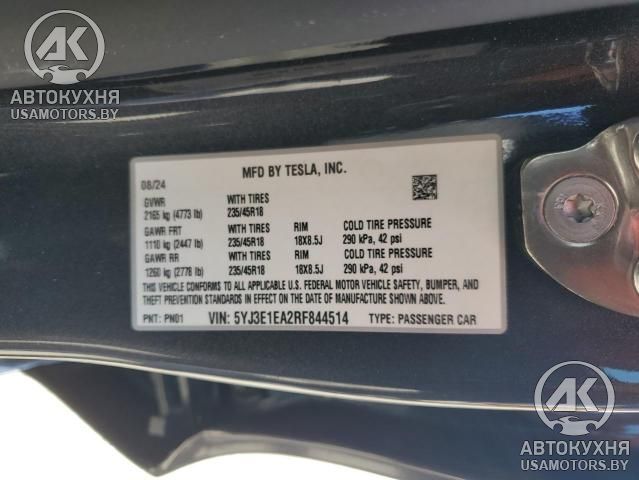 AK
АВТОКУХНЯ
USAMOTORS.BY
MFD BY TESLA, INC.
08/24
GVWR WITH TIRES
2165 kg (4773 lb) 235/45R18
GAWR FRT WITH TIRES RIM COLD TIRE PRESSURE
1110 kg (2447 lb) 235/45R18 18X8.5J 290 kPa, 42 psi
GAWR RR WITH TIRES RIM COLD TIRE PRESSURE
1260 kg (2778 lb) 235/45R18 18X8.5J 290 kPa, 42 psi
THIS VEHICLE CONFORMS TO ALL APPLICABLE U.S. FEDERAL MOTOR VEHICLE SAFETY, BUMPER, AND
THEFT PREVENTION STANDARDS IN EFFECT ON THE DATE OF MANUFACTURE SHOWN ABOVE.
PNT: PN01 VIN: 5YJ3E1EA2RF844514 TYPE: PASSENGER CAR
AK
АВТОКУХНЯ
USAMOTORS.BY